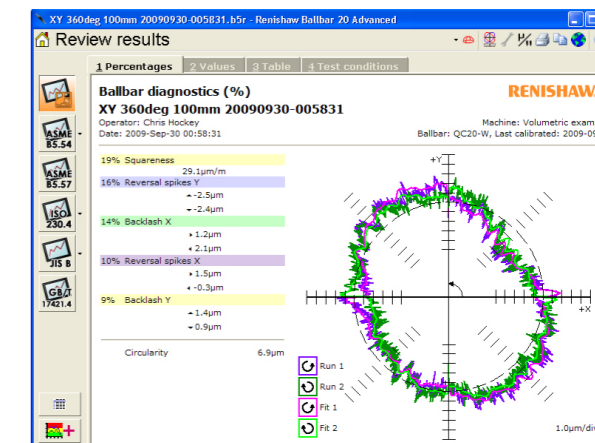 XY 360deg 100mm 20090930-005831.b5r - Renishaw Ballbar 20 Advanced
Review results
1 Percentages 2 Values 3 Table 4 Test conditions
Ballbar diagnostics (%)
RENISHAW
XY 360deg 100mm 20090930-005831
Operator: Chris Hockey
Machine: Volumetric exam
Date: 2009-Sep-30 00:58:31
Ballbar: QC20-W, Last calibrated: 2009-09
ASME B5.54
ASME B5.57
ISO 230.4
JIS B
GB/T 17421.4
19% Squareness
29.1µm/m
16% Reversal spikes Y
-2.5µm
-2.4µm
14% Backlash X
1.2µm
2.1µm
10% Reversal spikes X
1.5µm
-0.3µm
9% Backlash Y
1.4µm
0.9µm
Circularity 6.9µm
+Y
+X
Run 1
Run 2
Fit 1
Fit 2
1.0µm/div